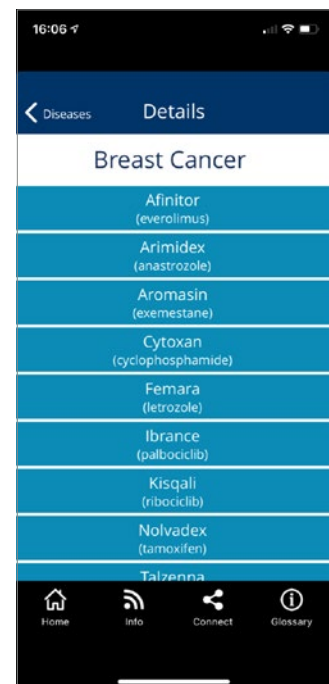 16:06
Diseases
Details
Breast Cancer
Afinitor
(everolimus)
Arimidex
(anastrozole)
Aromasin
(exemestane)
Cytoxan
(cyclophosphamide)
Femara
(letrozole)
Ibrance
(palbociclib)
Kisqali
(ribociclib)
Nolvadex
(tamoxifen)
Talzenna
Home
Info
Connect
Glossary